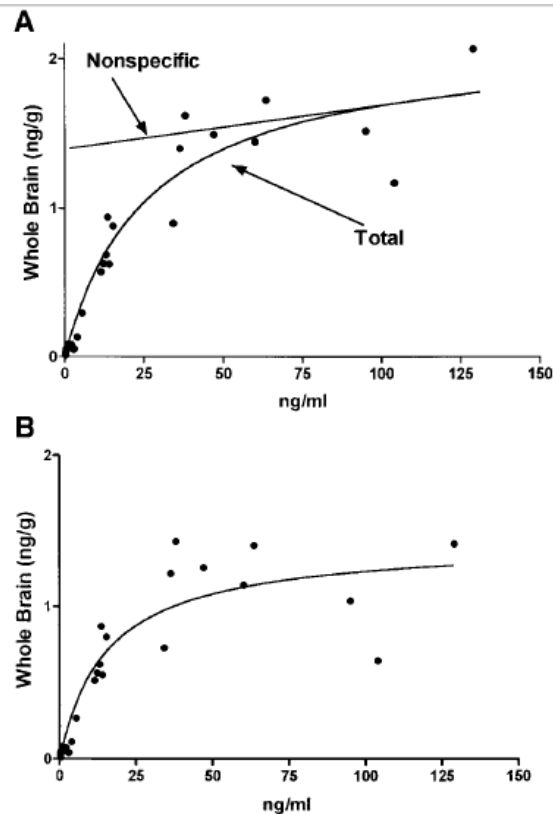 A
Whole Brain (ng/g)
2
1
0
Nonspecific
Total
0 25 50 75 100 125 150
ng/ml
B
Whole Brain (ng/g)
2
1
0
0 25 50 75 100 125 150
ng/ml